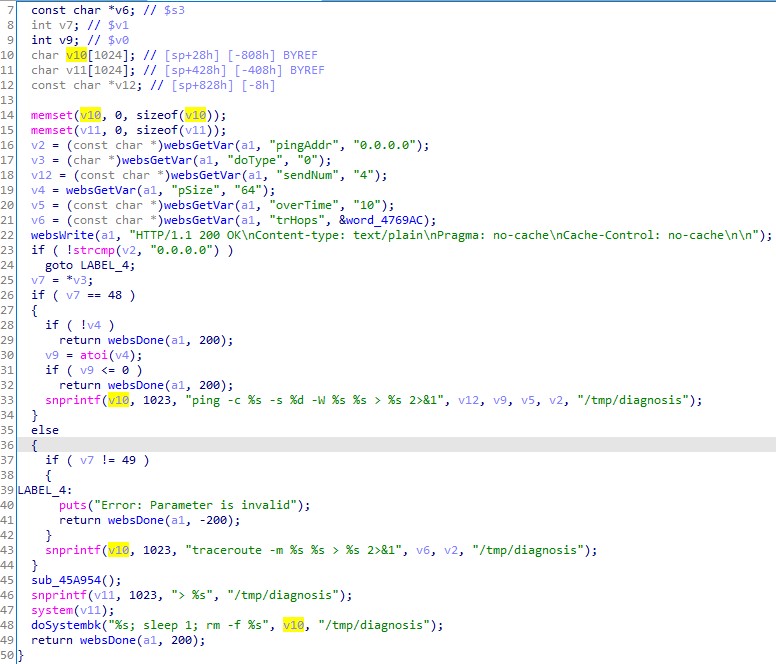 7 const char *v6; // $s3
8 int v7; // $v1
9 int v9; // $v0
10 char v10[1024]; // [sp+28h] [-808h] BYREF
11 char v11[1024]; // [sp+428h] [-408h] BYREF
12 const char *v12; // [sp+828h] [-8h]
13
14 memset(v10, 0, sizeof(v10));
15 memset(v11, 0, sizeof(v11));
16 v2 = (const char *)websGetVar(a1, "pingAddr", "0.0.0.0");
17 v3 = (char *)websGetVar(a1, "doType", "0");
18 v12 = (const char *)websGetVar(a1, "sendNum", "4");
19 v4 = websGetVar(a1, "pSize", "64");
20 v5 = (const char *)websGetVar(a1, "overTime", "10");
21 v6 = (const char *)websGetVar(a1, "trHops", &word_4769AC);
22 websWrite(a1, "HTTP/1.1 200 OK\nContent-type: text/plain\nPragma: no-cache\nCache-Control: no-cache\n\n");
23 if ( !strcmp(v2, "0.0.0.0") )
24 goto LABEL_4;
25 v7 = *v3;
26 if ( v7 == 48 )
27 {
28 if ( !v4 )
29 return websDone(a1, 200);
30 v9 = atoi(v4);
31 if ( v9 <= 0 )
32 return websDone(a1, 200);
33 snprintf(v10, 1023, "ping -c %s -s %d -W %s %s > %s 2>&1", v12, v9, v5, v2, "/tmp/diagnosis");
34 }
35 else
36 {
37 if ( v7 != 49 )
38 {
39 LABEL_4:
40 puts("Error: Parameter is invalid");
41 return websDone(a1, -200);
42 }
43 snprintf(v10, 1023, "traceroute -m %s %s > %s 2>&1", v6, v2, "/tmp/diagnosis");
44 }
45 sub_45A954();
46 snprintf(v11, 1023, "> %s", "/tmp/diagnosis");
47 system(v11);
48 doSystembk("%s; sleep 1; rm -f %s", v10, "/tmp/diagnosis");
49 return websDone(a1, 200);
50 }